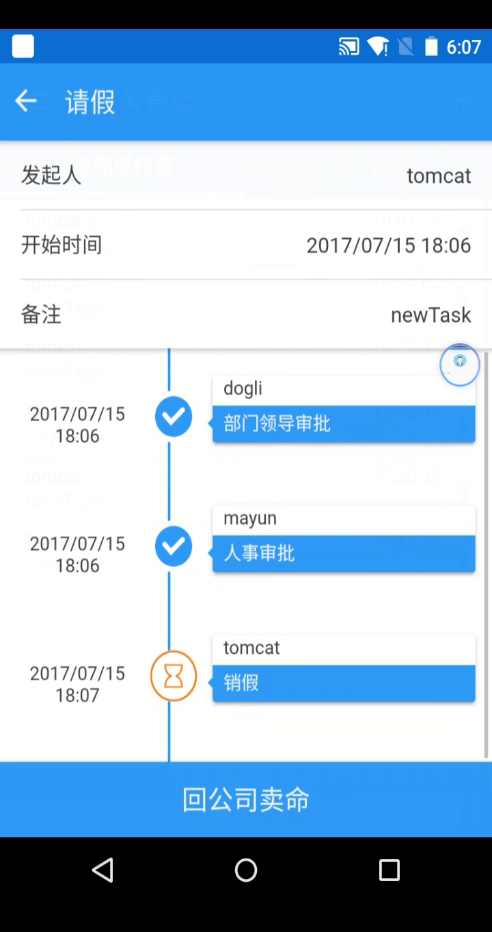 6:07
请假
发起人 tomcat
开始时间 2017/07/15 18:06
备注 newTask
dogli
2017/07/15
18:06
部门领导审批
mayun
2017/07/15
18:06
人事审批
tomcat
2017/07/15
18:07
销假
回公司卖命